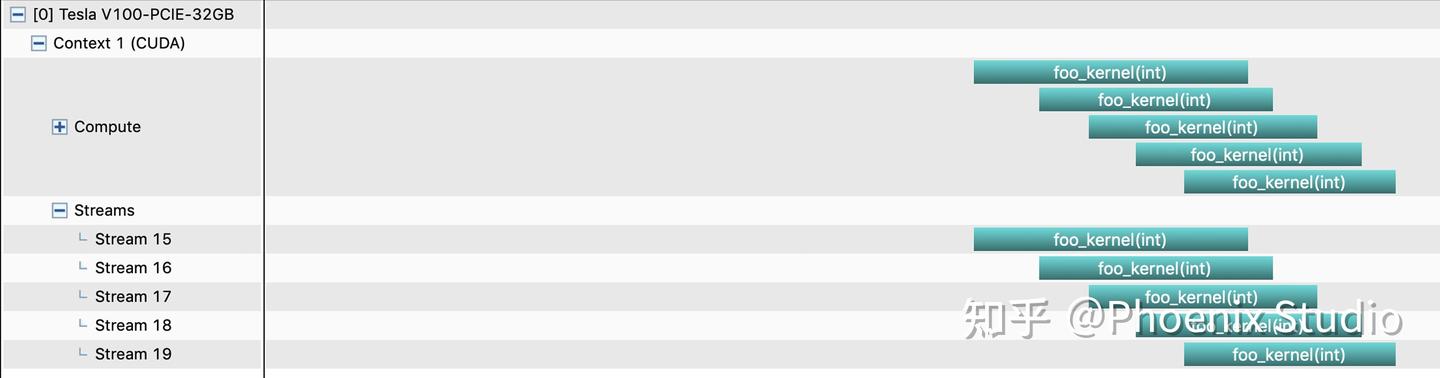 [0] Tesla V100-PCIE-32GB
Context 1 (CUDA)
foo_kernel(int)
foo_kernel(int)
Compute
foo_kernel(int)
foo_kernel(int)
foo_kernel(int)
Streams
Stream 15
foo_kernel(int)
Stream 16
foo_kernel(int)
Stream 17
foo_kernel(int)
Stream 18
foo_kernel(int)
知乎 @Phoenix Studio
Stream 19
foo_kernel(int)